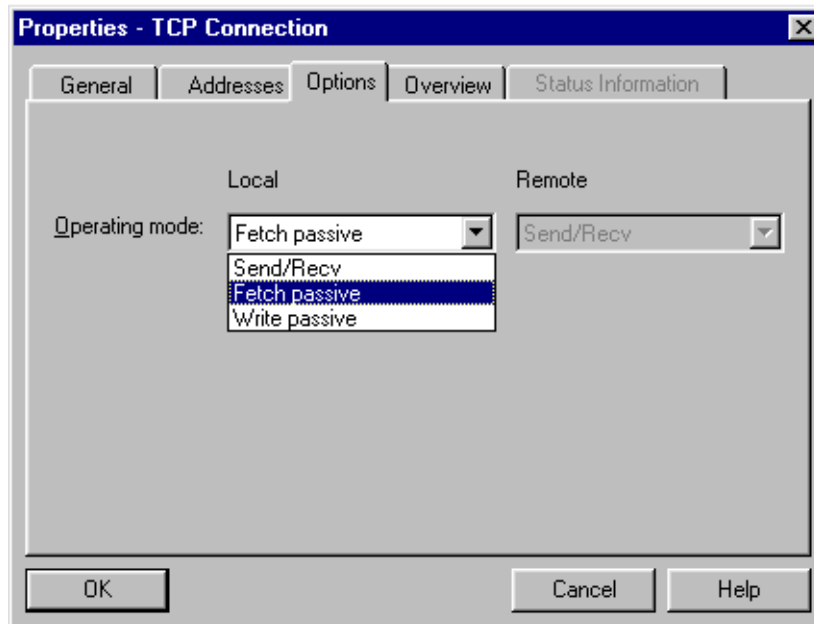 Properties - TCP Connection
General Addresses Options Overview Status Information
Local Remote
Operating mode: Fetch passive Send/Recv
Send/Recv
Fetch passive
Write passive
OK Cancel Help